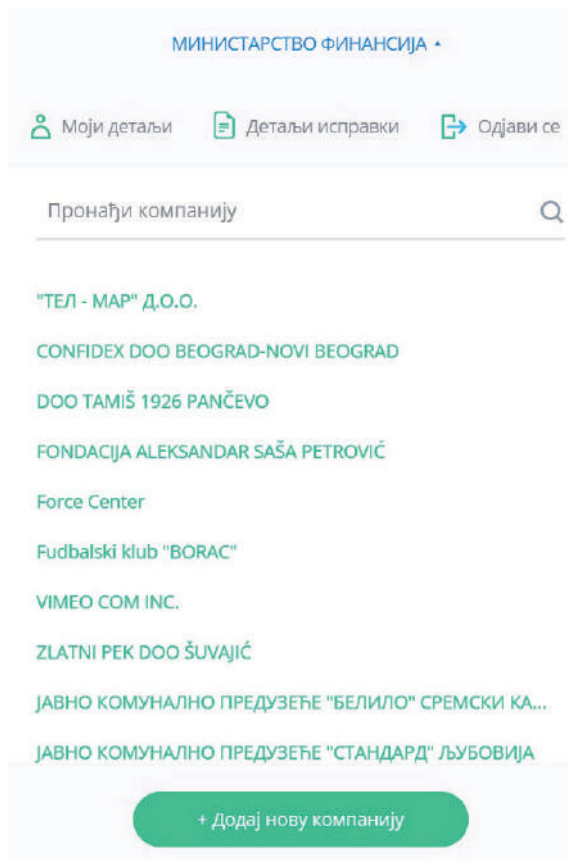 МИНИСТАРСТВО ФИНАНСИЈА
Моји детаљи Детаљи исправки Одјави се
Пронађи компанију
"ТЕЛ - МАР" Д.О.О.
CONFIDEX DOO BEOGRAD-NOVI BEOGRAD
DOO TAMIŠ 1926 PANČEVO
FONDACIJA ALEKSANDAR SAŠA PETROVIĆ
Force Center
Fudbalski klub "BORAC"
VIMEO COM INC.
ZLATNI PEK DOO ŠUVAJIĆ
ЈАВНО КОМУНАЛНО ПРЕДУЗЕЋЕ "БЕЛИЛО" СРЕМСКИ КА...
ЈАВНО КОМУНАЛНО ПРЕДУЗЕЋЕ "СТАНДАРД" ЉУБОВИЈА
+ Додај нову компанију